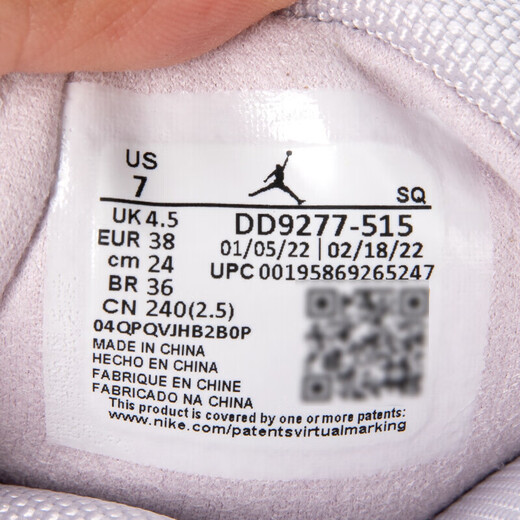 US
7
SQ
UK 4.5
EUR 38
cm 24
BR 36
CN 240(2.5)
DD9277-515
01/05/22 | 02/18/22
UPC 00195869265247
04QPQVJHB2B0P
MADE IN CHINA
HECHO EN CHINA
FABRIQUE EN CHINE
FABRICADO NA CHINA
This product is covered by one or more patents:
www.nike.com/patentsvirtualmarking